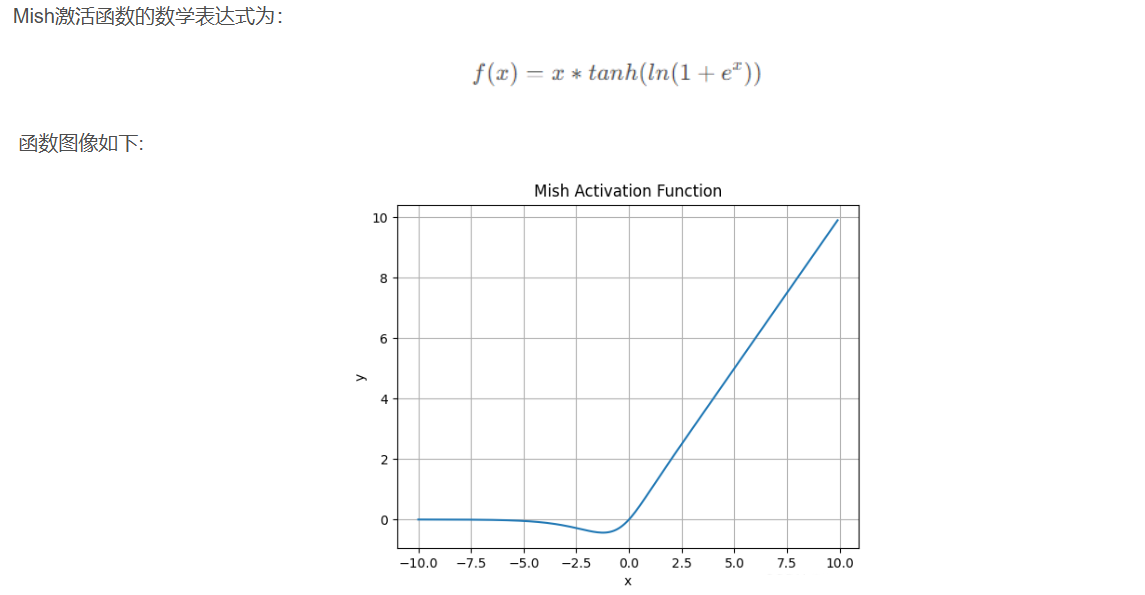 Mish激活函数的数学表达式为：
f(x) = x * tanh(ln(1 + e^x))
函数图像如下:
Mish Activation Function
10
8
6
4
2
0
y
−10.0 −7.5 −5.0 −2.5 0.0 2.5 5.0 7.5 10.0
x